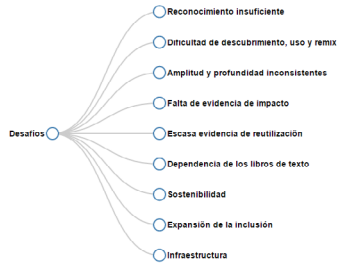 Reconocimiento insuficiente
Dificultad de descubrimiento, uso y remix
Amplitud y profundidad inconsistentes
Falta de evidencia de impacto
Desafíos
Escasa evidencia de reutilización
Dependencia de los libros de texto
Sostenibilidad
Expansión de la inclusión
Infraestructura